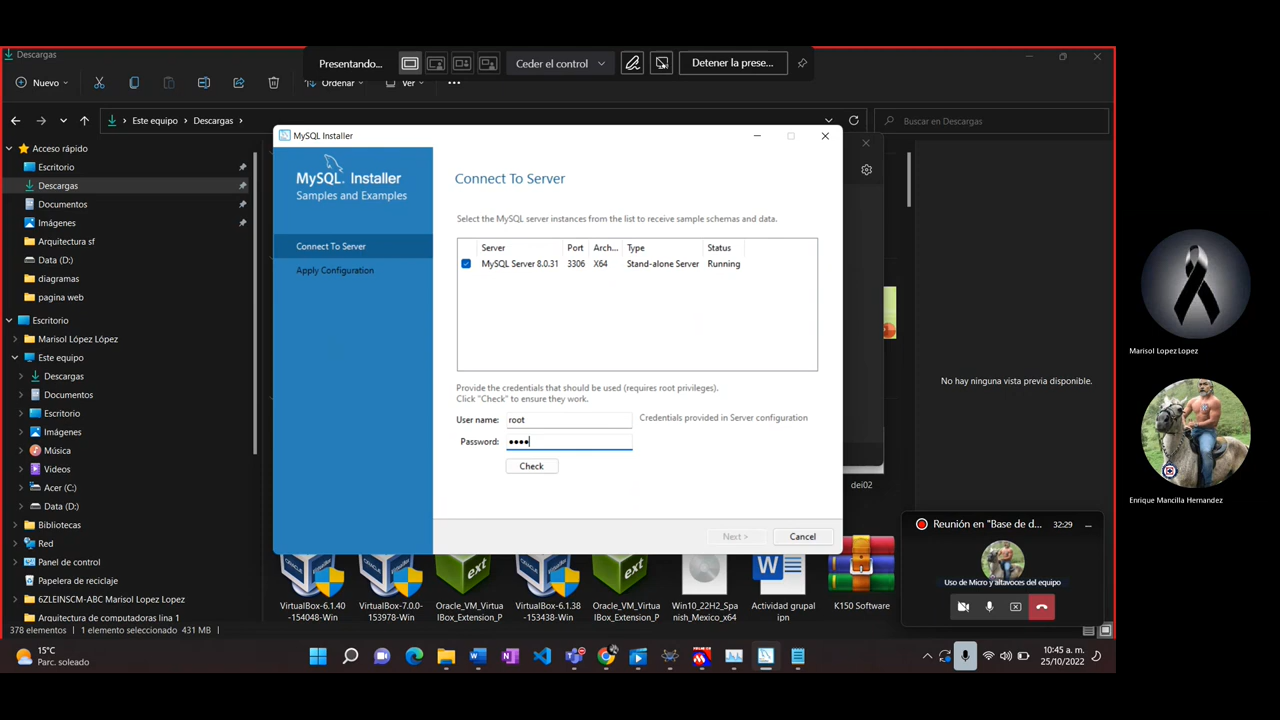 Descargas
Presentando...
Ceder el control
Detener la prese...
Nuevo
Ordenar
Ver
Este equipo
Descargas
Buscar en Descargas
Acceso rápido
Escritorio
Descargas
Documentos
Imágenes
Arquitectura sf
Data (D:)
diagramas
pagina web
Escritorio
Marisol López López
Este equipo
Descargas
Documentos
Escritorio
Imágenes
Música
Videos
Acer (C:)
Data (D:)
Bibliotecas
Red
Panel de control
Papelera de reciclaje
6ZLEINSCM-ABC Marisol Lopez Lopez
Arquitectura de computadoras lina 1
378 elementos
1 elemento seleccionado 431 MB
MySQL Installer
MySQL. Installer
Samples and Examples
Connect To Server
Apply Configuration
Connect To Server
Select the MySQL server instances from the list to receive sample schemas and data.
Server Port Arch... Type Status
MySQL Server 8.0.31 3306 X64 Stand-alone Server Running
Provide the credentials that should be used (requires root privileges).
Click "Check" to ensure they work.
User name: root Credentials provided in Server configuration
Password: ••••
Check
Next >
Cancel
No hay ninguna vista previa disponible.
dei02
VirtualBox-6.1.40
-154048-Win
VirtualBox-7.0.0-
153978-Win
Oracle_VM_Virtua
lBox_Extension_P
VirtualBox-6.1.38
-153438-Win
Oracle_VM_Virtua
lBox_Extension_P
Win10_22H2_Spa
nish_Mexico_x64
Actividad grupal
ipn
K150 Software
Reunión en "Base de d...
32:29
Uso de Micro y altavoces del equipo
Marisol Lopez Lopez
Enrique Mancilla Hernandez
15°C
Parc. soleado
10:45 a. m.
25/10/2022